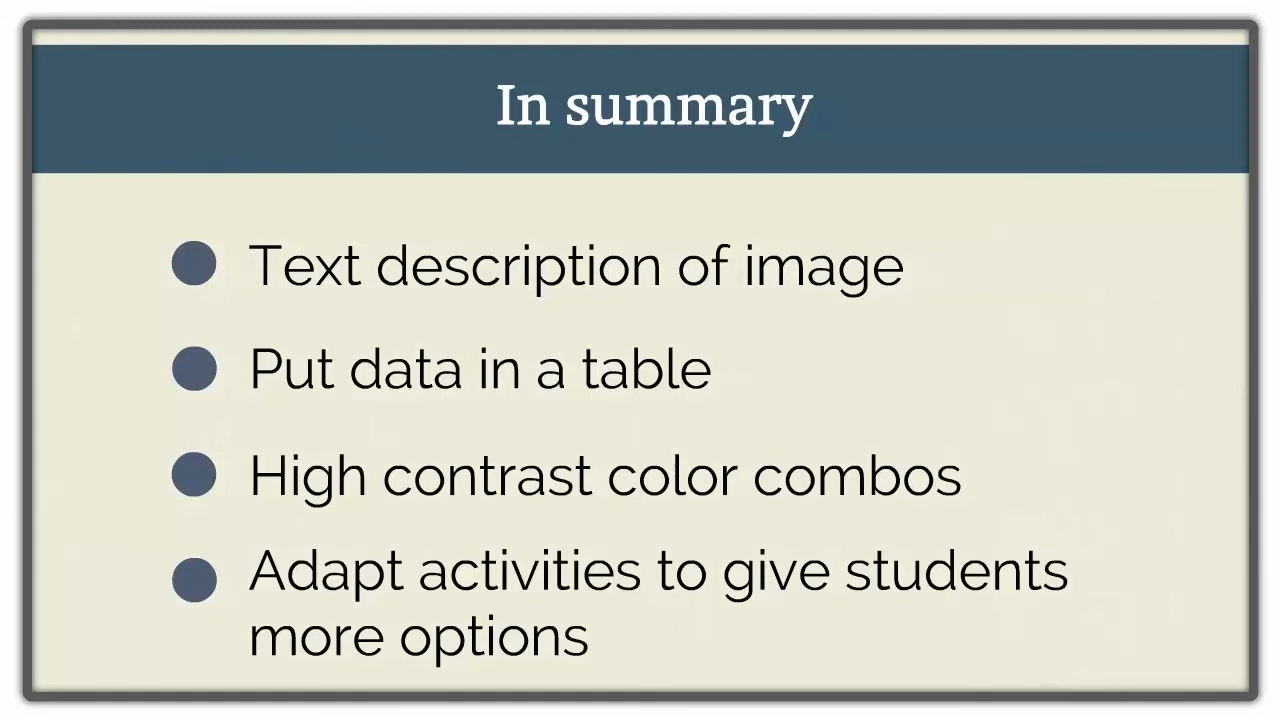 In summary
Text description of image
Put data in a table
High contrast color combos
Adapt activities to give students
more options